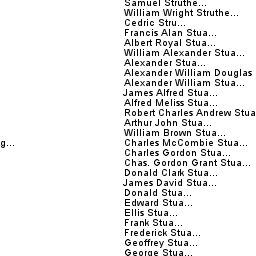 Samuel Struthe...
William Wright Struthe...
Cedric Stru...
Francis Alan Stua...
Albert Royal Stua...
William Alexander Stua...
Alexander Stua...
Alexander William Douglas
Alexander William Stua...
James Alfred Stua...
Alfred Meliss Stua...
Robert Charles Andrew Stua
Arthur John Stua...
William Brown Stua...
g... Charles McCombie Stua...
Charles Gordon Stua...
Chas. Gordon Grant Stua...
Donald Clark Stua...
James David Stua...
Donald Stua...
Edward Stua...
Ellis Stua...
Frank Stua...
Frederick Stua...
Geoffrey Stua...
George Stua...